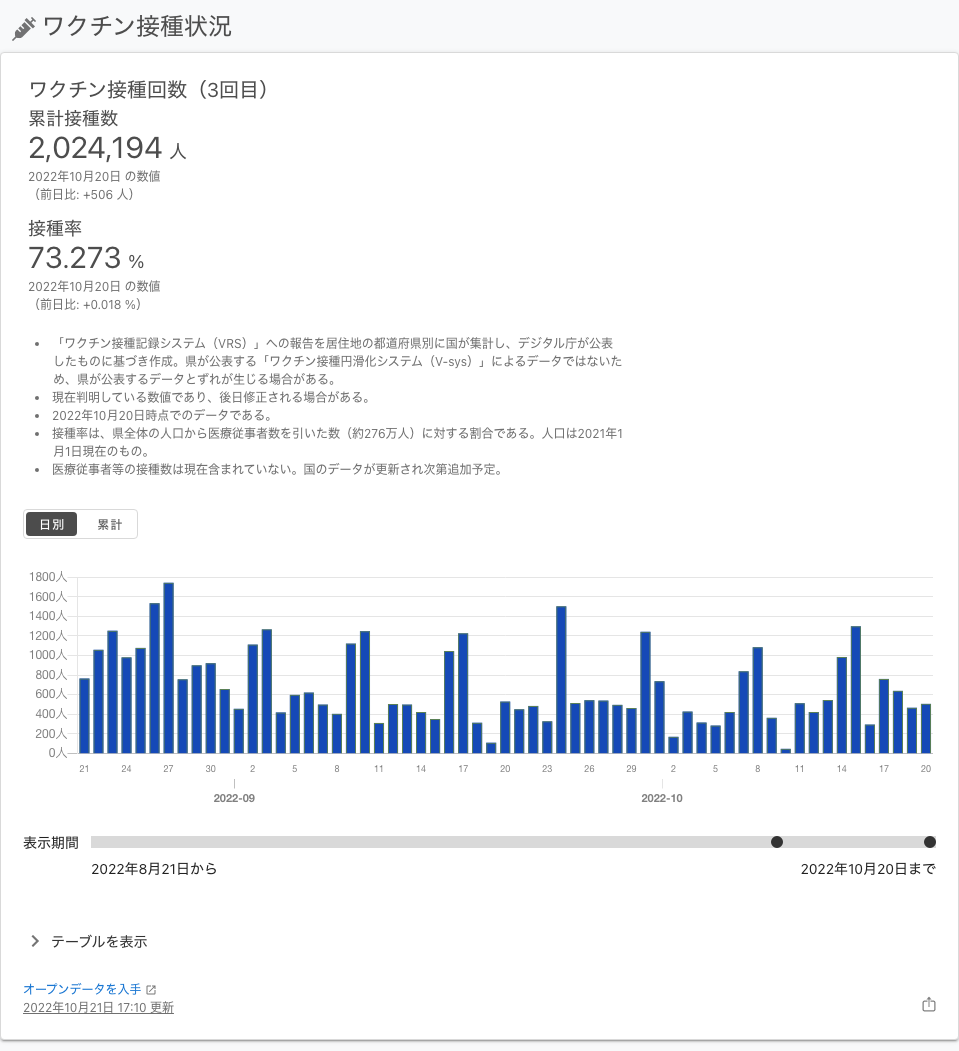 ワクチン接種状況
ワクチン接種回数（3回目）
累計接種数
2,024,194 人
2022年10月20日 の数値
（前日比: +506 人）
接種率
73.273 %
2022年10月20日 の数値
（前日比: +0.018 %）
• 「ワクチン接種記録システム（VRS）」への報告を居住地の都道府県別に国が集計し、デジタル庁が公表
したものに基づき作成。県が公表する「ワクチン接種円滑化システム（V-sys）」によるデータではないた
め、県が公表するデータとずれが生じる場合がある。
• 現在判明している数値であり、後日修正される場合がある。
• 2022年10月20日時点でのデータである。
• 接種率は、県全体の人口から医療従事者数を引いた数（約276万人）に対する割合である。人口は2021年1
月1日現在のもの。
• 医療従事者等の接種数は現在含まれていない。国のデータが更新され次第追加予定。
日別 累計
1800人
1600人
1400人
1200人
1000人
800人
600人
400人
200人
0人
21 24 27 30 2 5 8 11 14 17 20 23 26 29 2 5 8 11 14 17 20
2022-09 2022-10
表示期間
2022年8月21日から 2022年10月20日まで
テーブルを表示
オープンデータを入手
2022年10月21日 17:10 更新